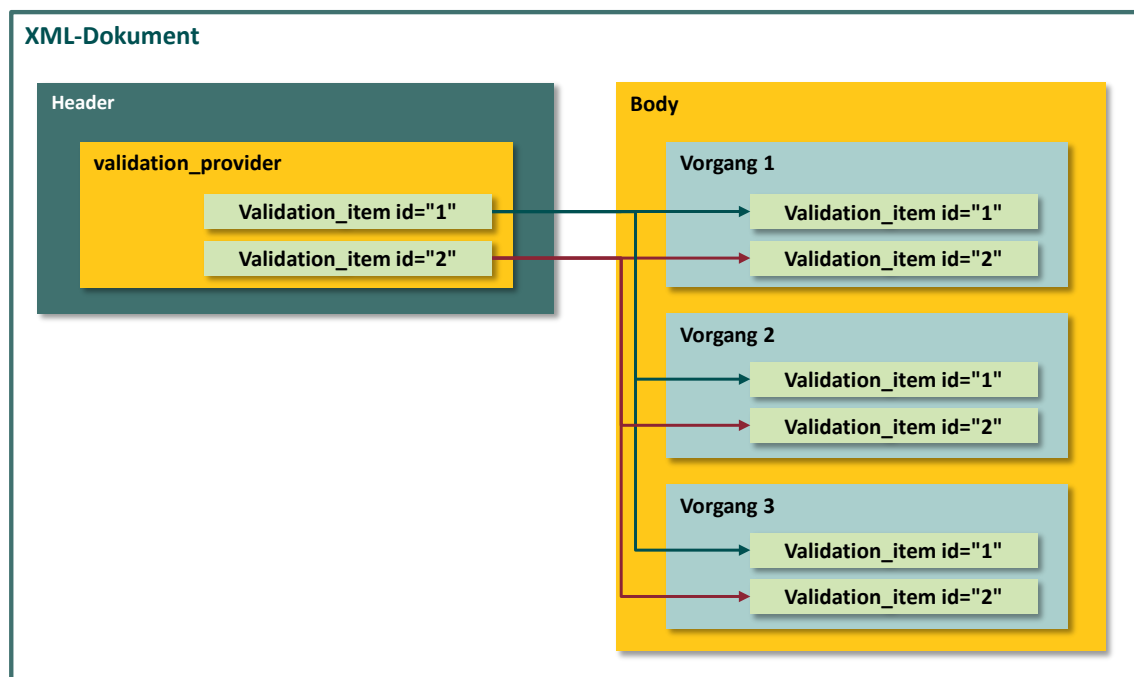 XML-Dokument
Header
validation_provider
Validation_item id="1"
Validation_item id="2"
Body
Vorgang 1
Validation_item id="1"
Validation_item id="2"
Vorgang 2
Validation_item id="1"
Validation_item id="2"
Vorgang 3
Validation_item id="1"
Validation_item id="2"